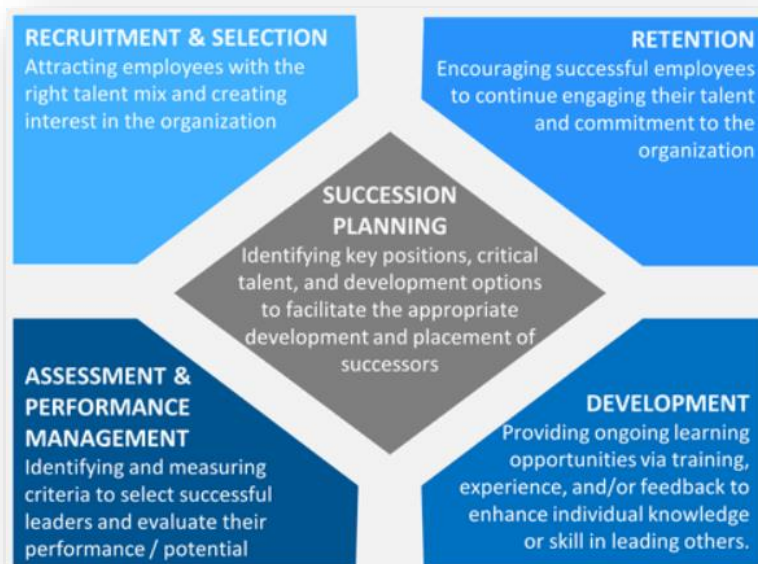 RECRUITMENT & SELECTION
Attracting employees with the
right talent mix and creating
interest in the organization
RETENTION
Encouraging successful employees
to continue engaging their talent
and commitment to the
organization
SUCCESSION
PLANNING
Identifying key positions, critical
talent, and development options
to facilitate the appropriate
development and placement of
successors
ASSESSMENT &
PERFORMANCE
MANAGEMENT
Identifying and measuring
criteria to select successful
leaders and evaluate their
performance / potential
DEVELOPMENT
Providing ongoing learning
opportunities via training,
experience, and/or feedback to
enhance individual knowledge
or skill in leading others.